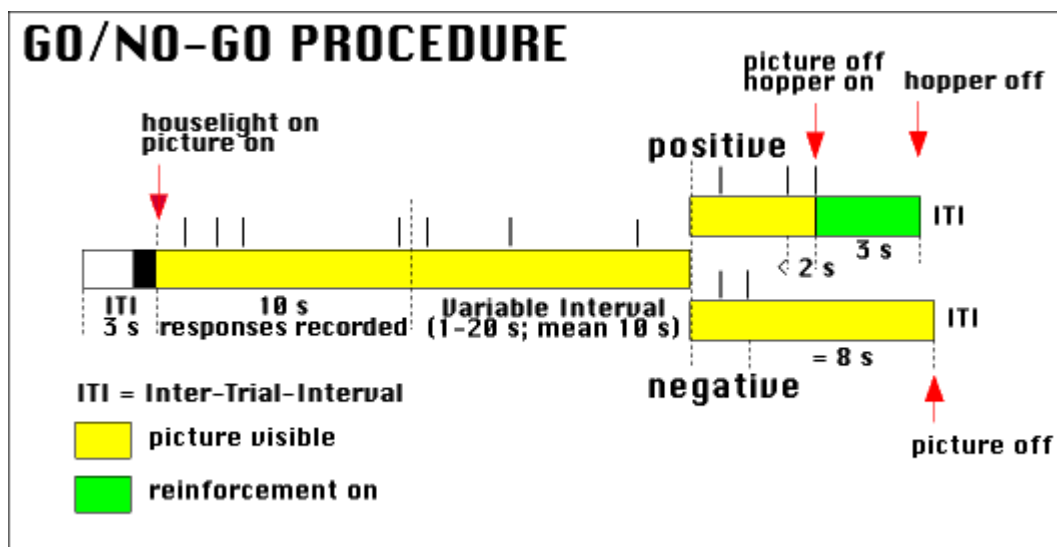 GO/NO-GO PROCEDURE
picture off
hopper on
hopper off
houselight on
picture on
positive
ITI
3 s
< 2 s
ITI
3 s
10 s
responses recorded
Variable Interval
(1-20 s; mean 10 s)
ITI
= 8 s
negative
picture off
ITI = Inter-Trial-Interval
picture visible
reinforcement on